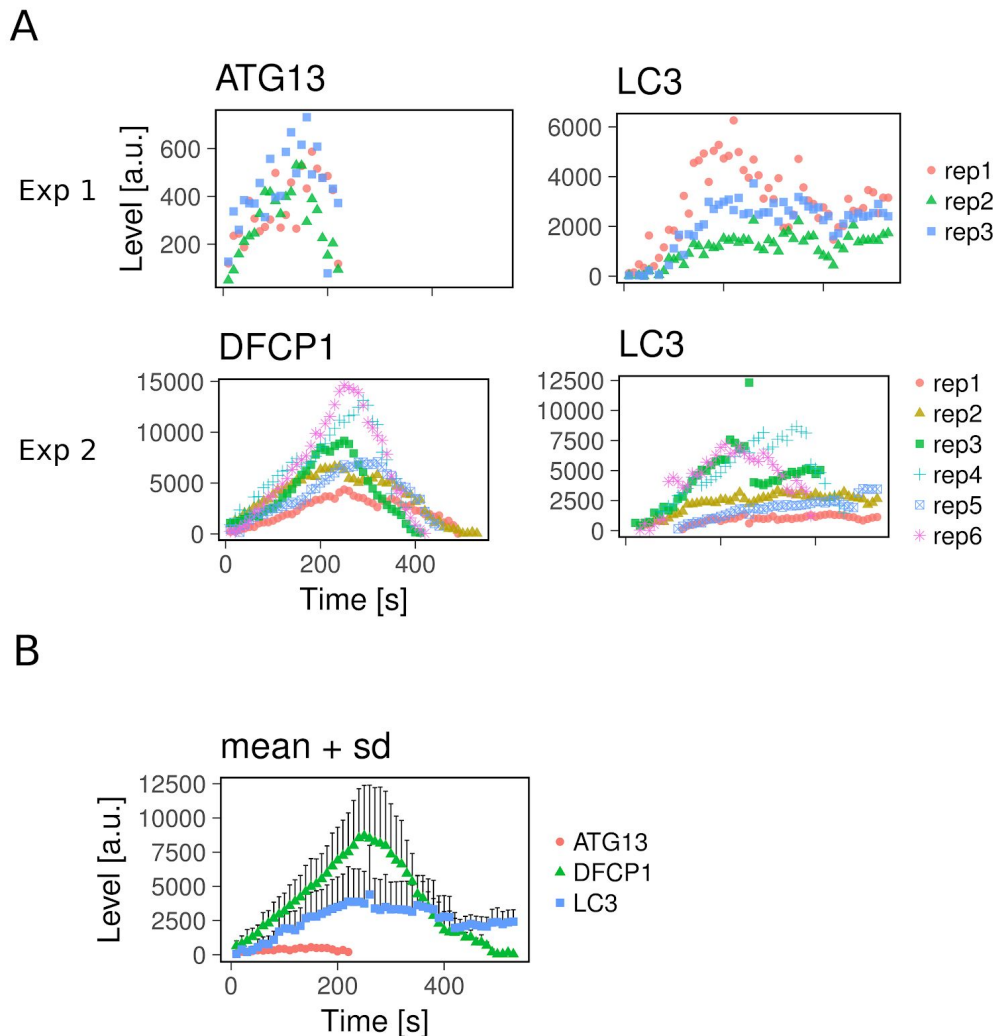 A
ATG13
LC3
Exp 1
Level [a.u.]
600
400
200
6000
4000
2000
0
rep1
rep2
rep3
DFCP1
LC3
Exp 2
15000
10000
5000
0
0
200
400
Time [s]
12500
10000
7500
5000
2500
0
rep1
rep2
rep3
rep4
rep5
rep6
B
mean + sd
Level [a.u.]
12500
10000
7500
5000
2500
0
0
200
400
Time [s]
ATG13
DFCP1
LC3